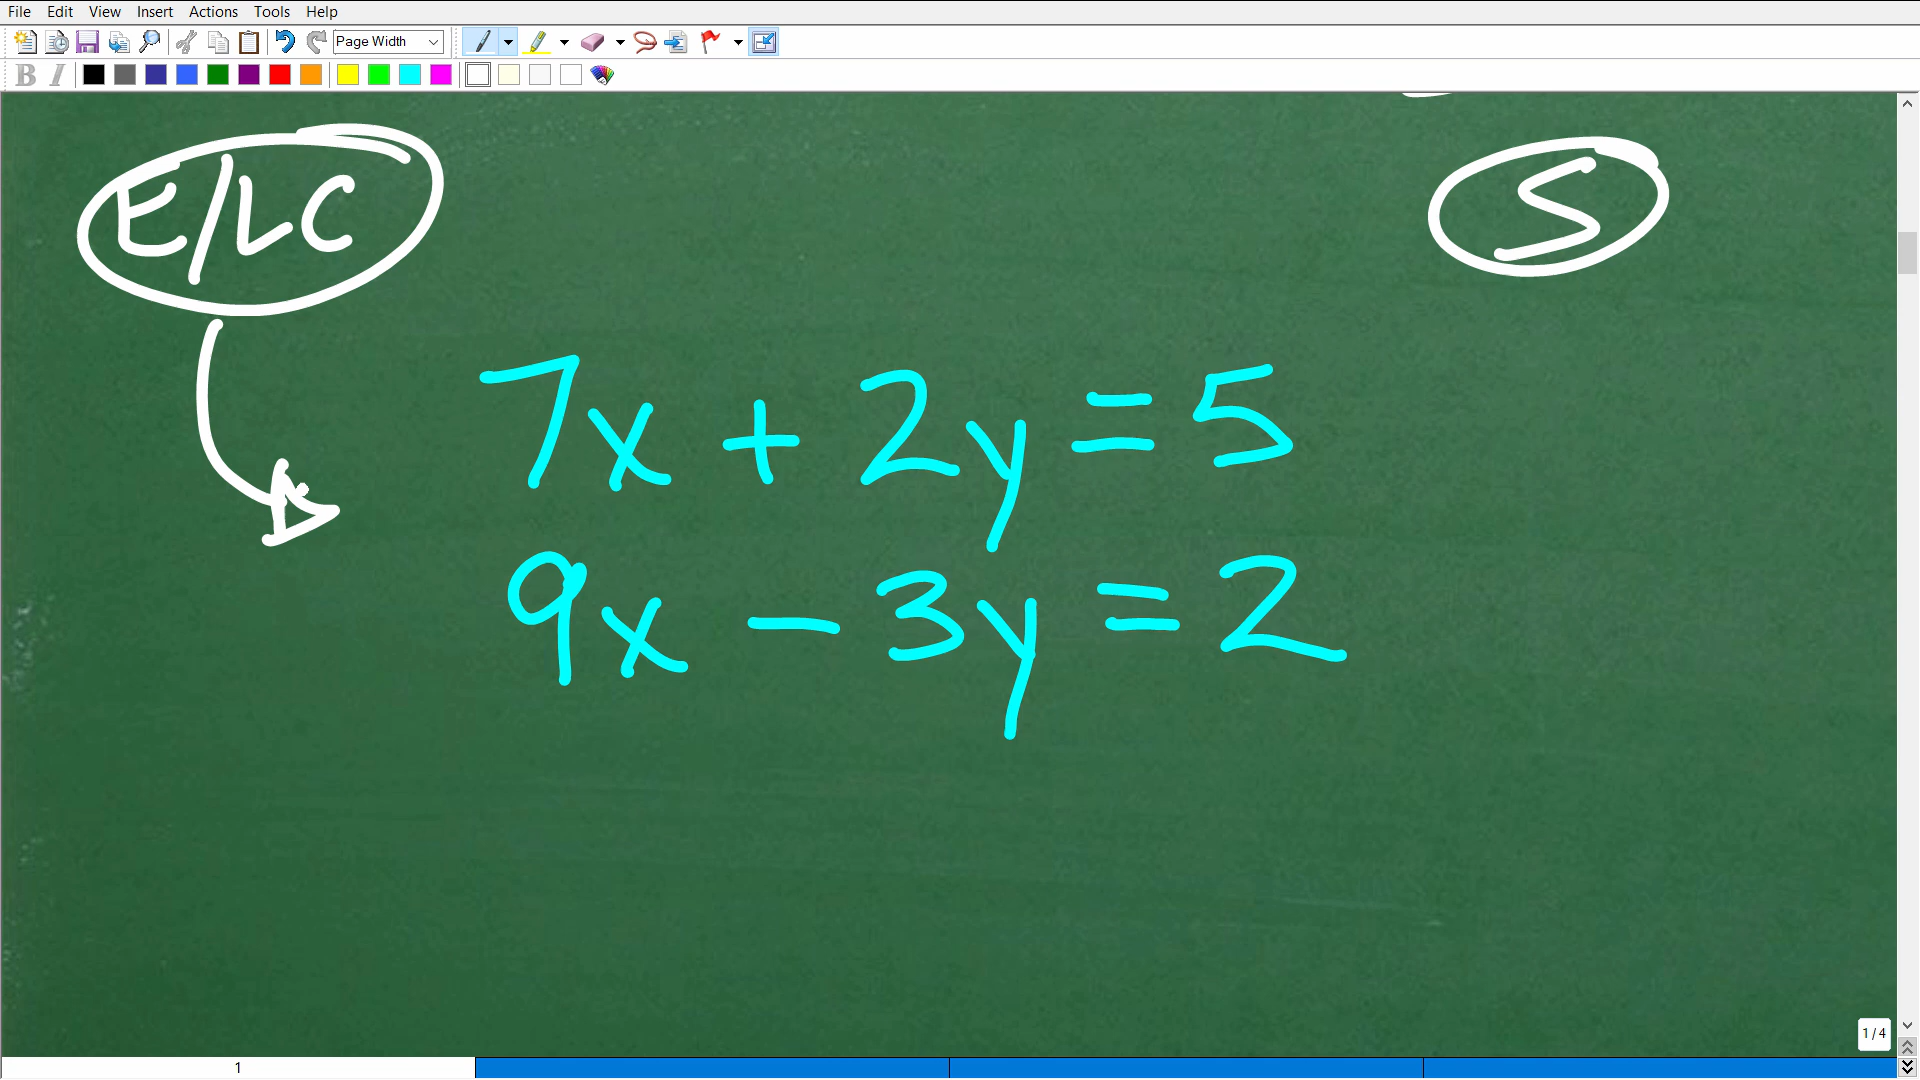 File Edit View Insert Actions Tools Help
Page Width
B I
E/LC
S
7x + 2y = 5
9x - 3y = 2
1 / 4
1